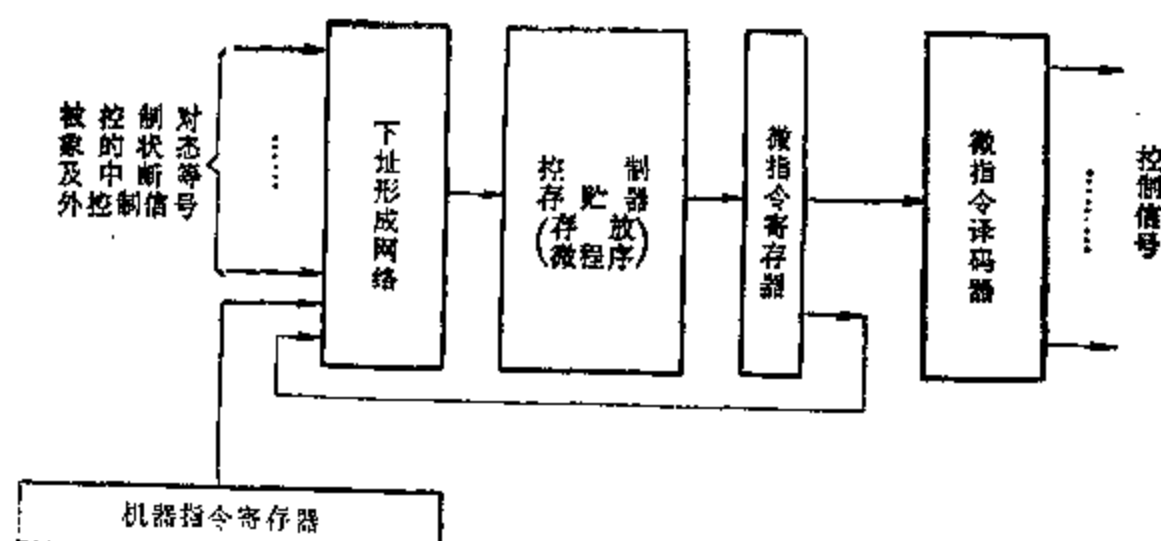 被控制对
象的状态
及中断等
外控制信号
……
下址形成网络
控制
存贮器
(存放
微程序)
微指令寄存器
微指令译码器
……
控制信号
机器指令寄存器